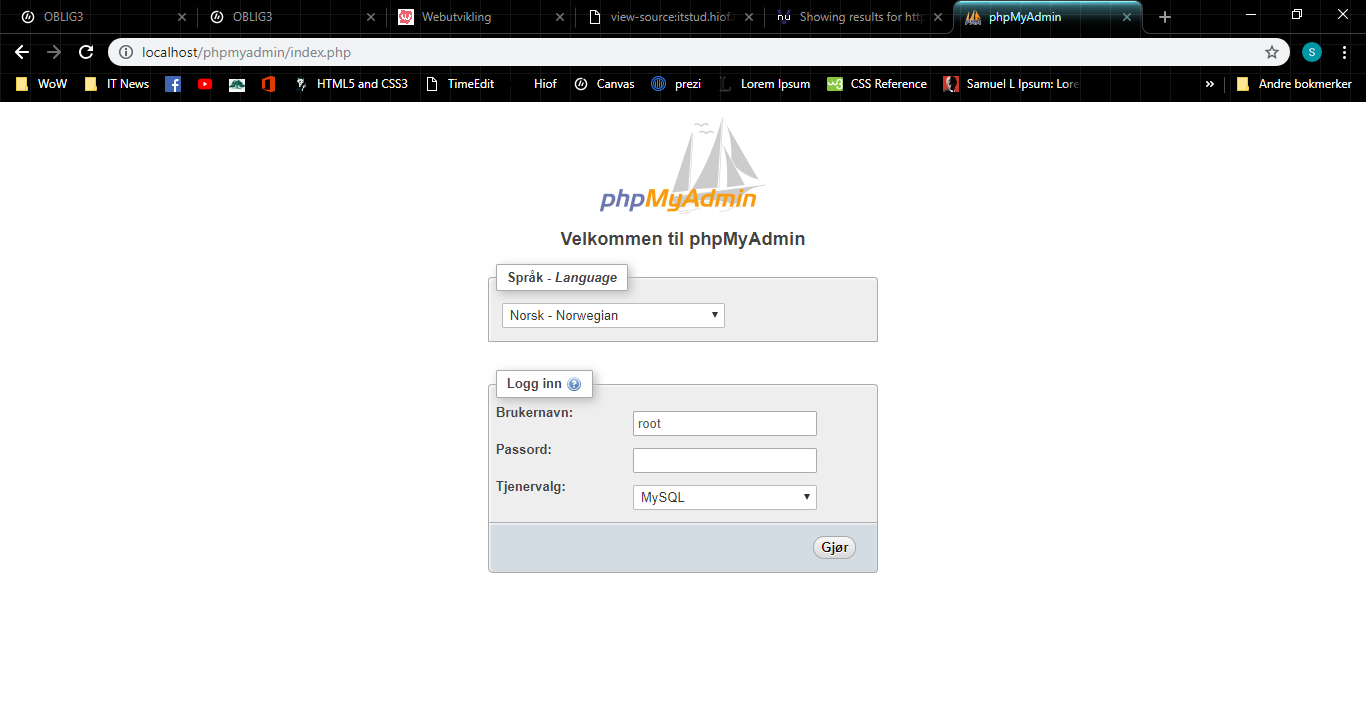 OBLIG3 OBLIG3 Webutvikling view-source:itstud.hiof. Showing results for http phpMyAdmin
localhost/phpmyadmin/index.php S
WoW IT News HTML5 and CSS3 TimeEdit Hiof Canvas prezi Lorem Ipsum CSS Reference Samuel L Ipsum: Lore » Andre bokmerker
phpMyAdmin
Velkommen til phpMyAdmin
Språk - Language
Norsk - Norwegian
Logg inn
Brukernavn: root
Passord:
Tjenervalg: MySQL
Gjør